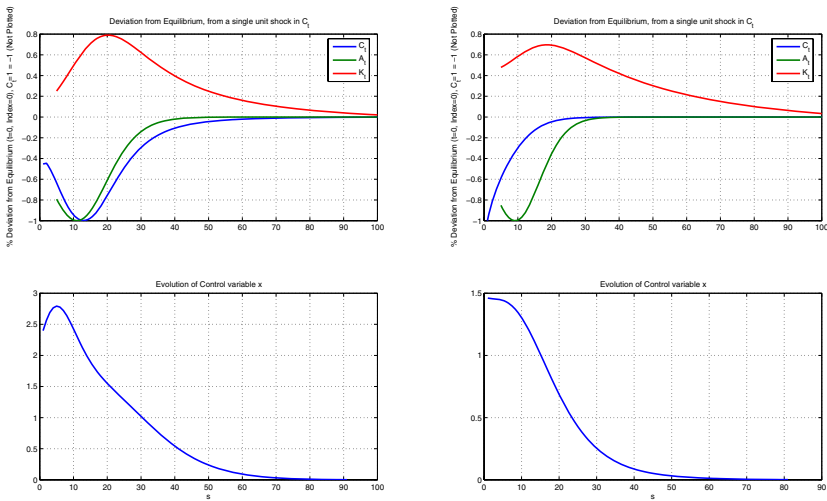 Deviation from Equilibrium, from a single unit shock in C_t
% Deviation from Equilibrium (t=0, Index=0), C_t=1 = −1 (Not Plotted)
0.8
0.6
0.4
0.2
0
−0.2
−0.4
−0.6
−0.8
−1
0 10 20 30 40 50 60 70 80 90 100
C_t
A_t
K_t
Deviation from Equilibrium, from a single unit shock in C_t
% Deviation from Equilibrium (t=0, Index=0), C_t=1 = −1 (Not Plotted)
0.8
0.6
0.4
0.2
0
−0.2
−0.4
−0.6
−0.8
−1
0 10 20 30 40 50 60 70 80 90 100
C_t
A_t
K_t
Evolution of Control variable x
3
2.5
2
1.5
1
0.5
0
0 10 20 30 40 50 60 70 80 90 100
s
Evolution of Control variable x
1.5
1
0.5
0
0 10 20 30 40 50 60 70 80 90
s